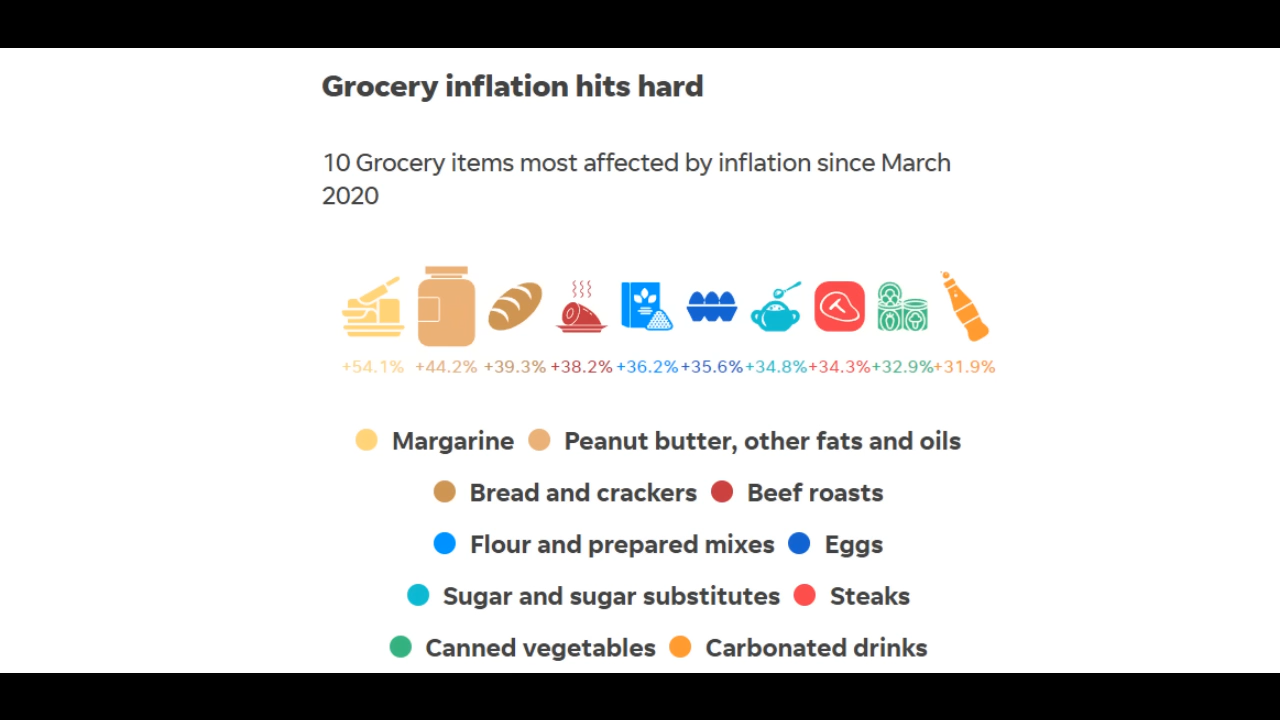 Grocery inflation hits hard
10 Grocery items most affected by inflation since March
2020
+54.1% +44.2% +39.3% +38.2% +36.2% +35.6% +34.8% +34.3% +32.9% +31.9%
Margarine Peanut butter, other fats and oils
Bread and crackers Beef roasts
Flour and prepared mixes Eggs
Sugar and sugar substitutes Steaks
Canned vegetables Carbonated drinks